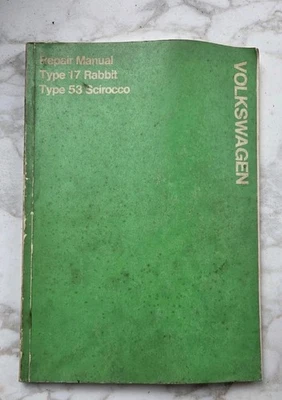 Repair Manual
Type 17 Rabbit
Type 53 Scirocco
VOLKSWAGEN